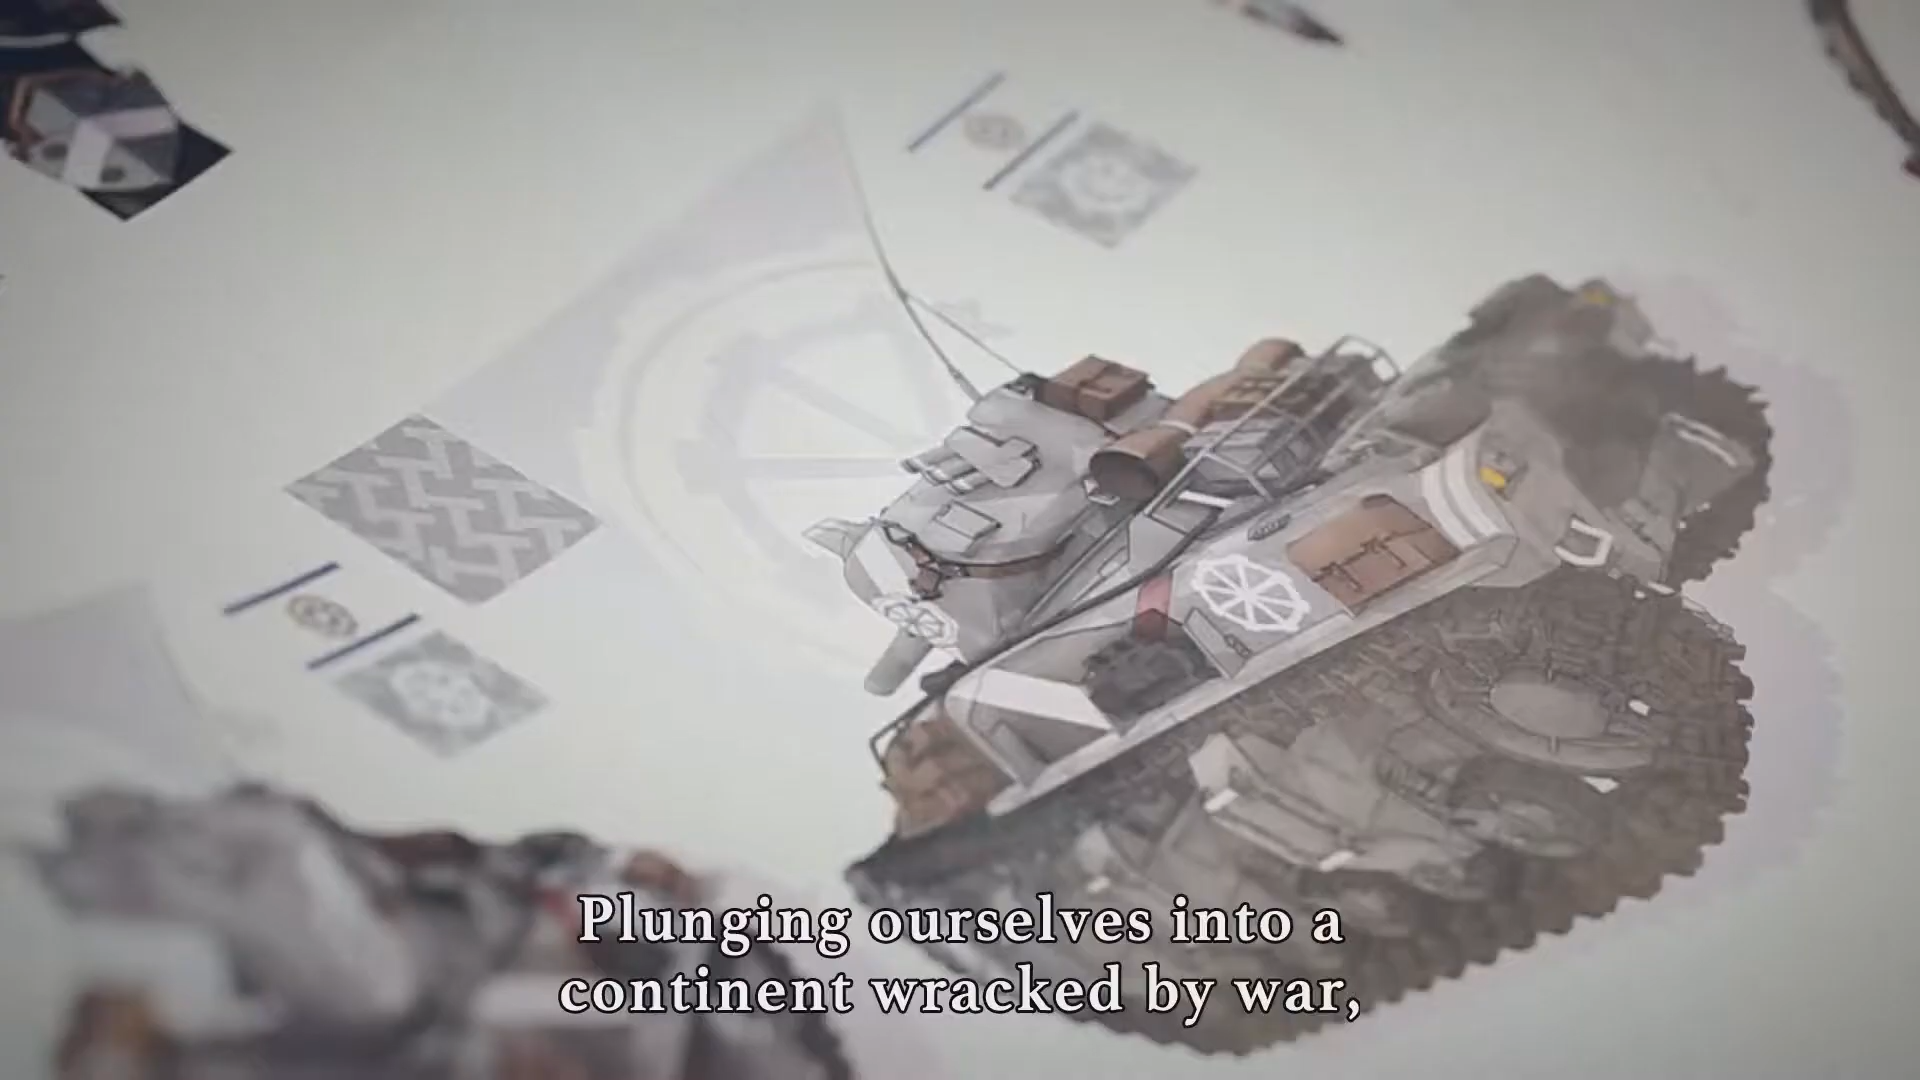 Plunging ourselves into a
continent wracked by war,